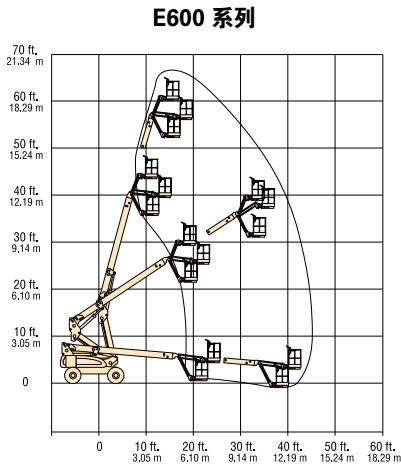 E600 系列
70 ft.
21.34 m
60 ft.
18.29 m
50 ft.
15.24 m
40 ft.
12.19 m
30 ft.
9.14 m
20 ft.
6.10 m
10 ft.
3.05 m
0
0 10 ft. 20 ft. 30 ft. 40 ft. 50 ft. 60 ft.
3.05 m 6.10 m 9.14 m 12.19 m 15.24 m 18.29 m